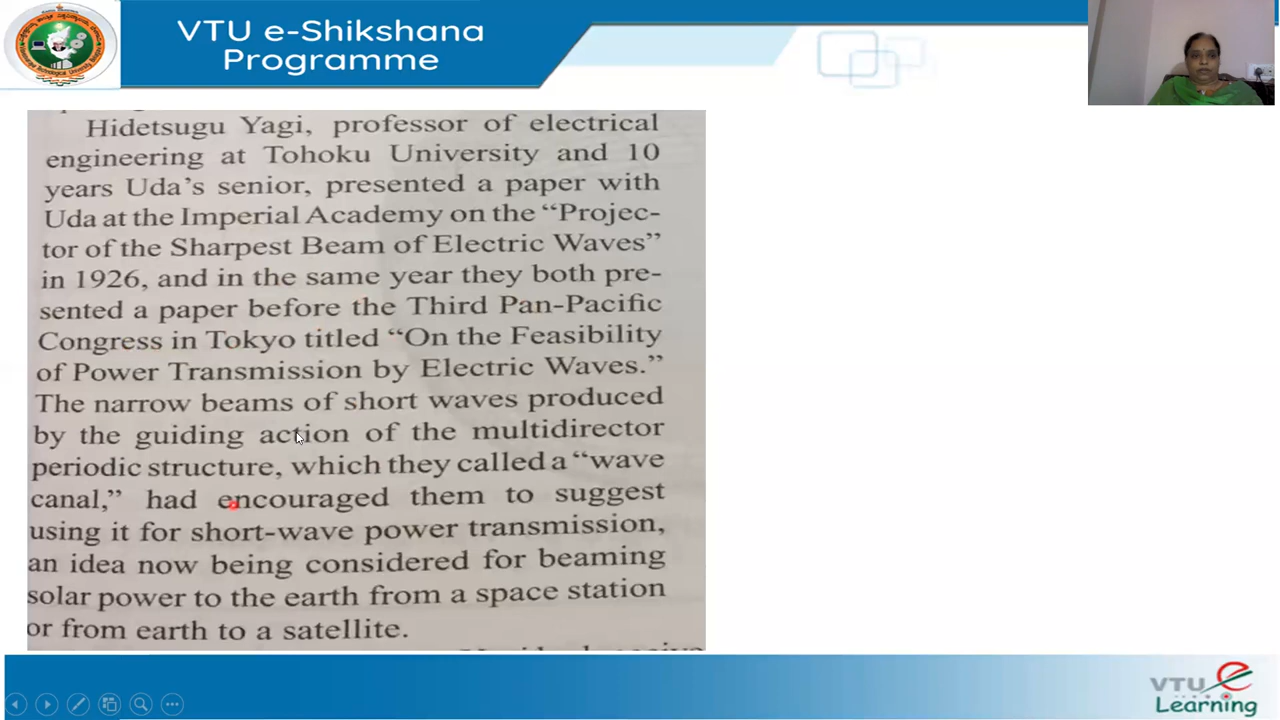 VTU e-Shikshana
Programme
Hidetsugu Yagi, professor of electrical
engineering at Tohoku University and 10
years Uda's senior, presented a paper with
Uda at the Imperial Academy on the “Projec-
tor of the Sharpest Beam of Electric Waves”
in 1926, and in the same year they both pre-
sented a paper before the Third Pan-Pacific
Congress in Tokyo titled “On the Feasibility
of Power Transmission by Electric Waves.”
The narrow beams of short waves produced
by the guiding action of the multidirector
periodic structure, which they called a “wave
canal,” had encouraged them to suggest
using it for short-wave power transmission,
an idea now being considered for beaming
solar power to the earth from a space station
or from earth to a satellite.
VTU e
Learning